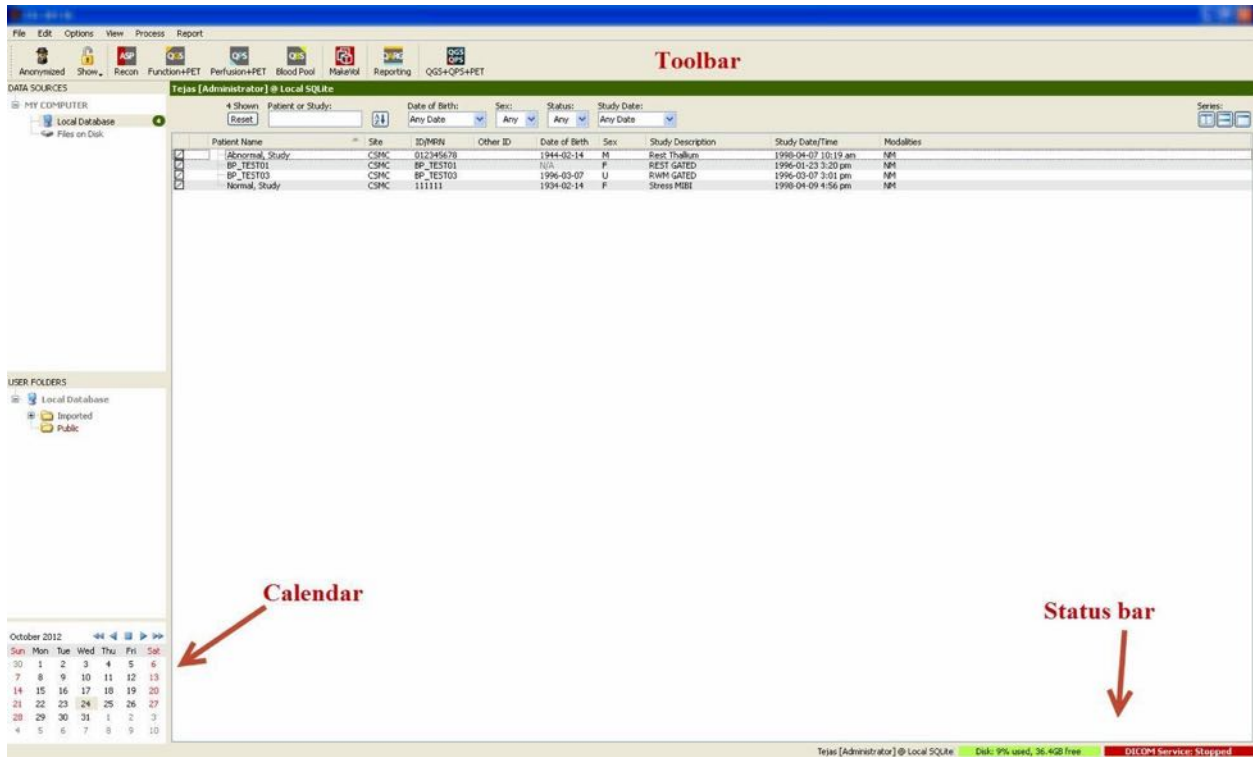 File Edit Options View Process Report
Anonymized Show Recon Function+PET Perfusion+PET Blood Pool MakeVol Reporting QGS+QPS+PET
ASP QGS QPS QBS QARG QGS QPS
Toolbar
DATA SOURCES
Tejas [Administrator] @ Local SQLite
MY COMPUTER
Local Database 4
Files on Disk
4 Shown Patient or Study: Date of Birth: Sex: Status: Study Date: Series:
Reset Any Date Any Any Any Date
Patient Name Site ID/MRN Other ID Date of Birth Sex Study Description Study Date/Time Modalities
Abnormal, Study CSMC 012345678 1944-02-14 M Rest Thallium 1998-04-07 10:19 am NM
BP_TEST01 CSMC BP_TEST01 N/A F REST GATED 1996-01-23 3:20 pm NM
BP_TEST03 CSMC BP_TEST03 1996-03-07 U RWM GATED 1996-03-07 3:01 pm NM
Normal, Study CSMC 111111 1934-02-14 F Stress MIBI 1998-04-09 4:56 pm NM
USER FOLDERS
Local Database
Imported
Public
Calendar
Status bar
October 2012
Sun Mon Tue Wed Thu Fri Sat
30 1 2 3 4 5 6
7 8 9 10 11 12 13
14 15 16 17 18 19 20
21 22 23 24 25 26 27
28 29 30 31 1 2 3
4 5 6 7 8 9 10
Tejas [Administrator] @ Local SQLite Disk: 9% used, 36.4GB free DICOM Service: Stopped